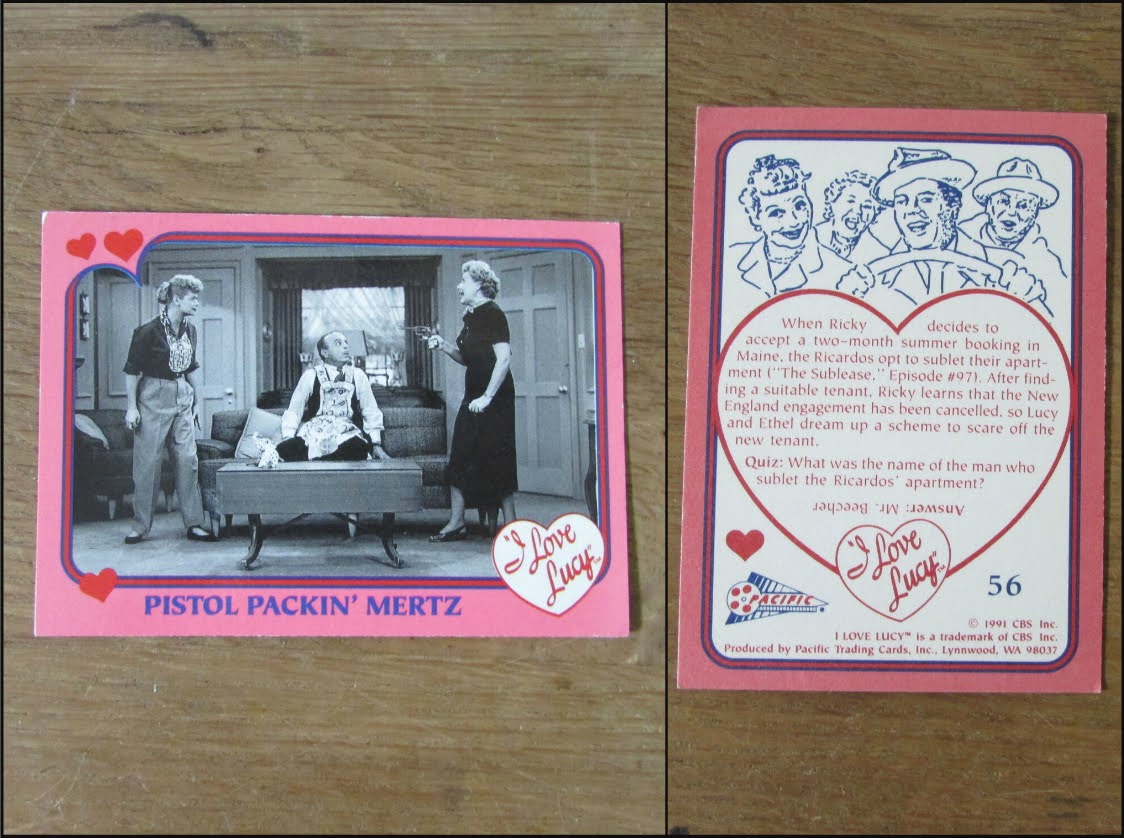 PISTOL PACKIN' MERTZ
"I Love
Lucy"™
When Ricky decides to
accept a two-month summer booking in
Maine, the Ricardos opt to sublet their apart-
ment ("The Sublease," Episode #97). After find-
ing a suitable tenant, Ricky learns that the New
England engagement has been cancelled, so Lucy
and Ethel dream up a scheme to scare off the
new tenant.
Quiz: What was the name of the man who
sublet the Ricardos' apartment?
Answer: Mr. Beecher
"I Love
Lucy"™
PACIFIC
56
© 1991 CBS Inc.
I LOVE LUCY™ is a trademark of CBS Inc.
Produced by Pacific Trading Cards, Inc., Lynnwood, WA 98037